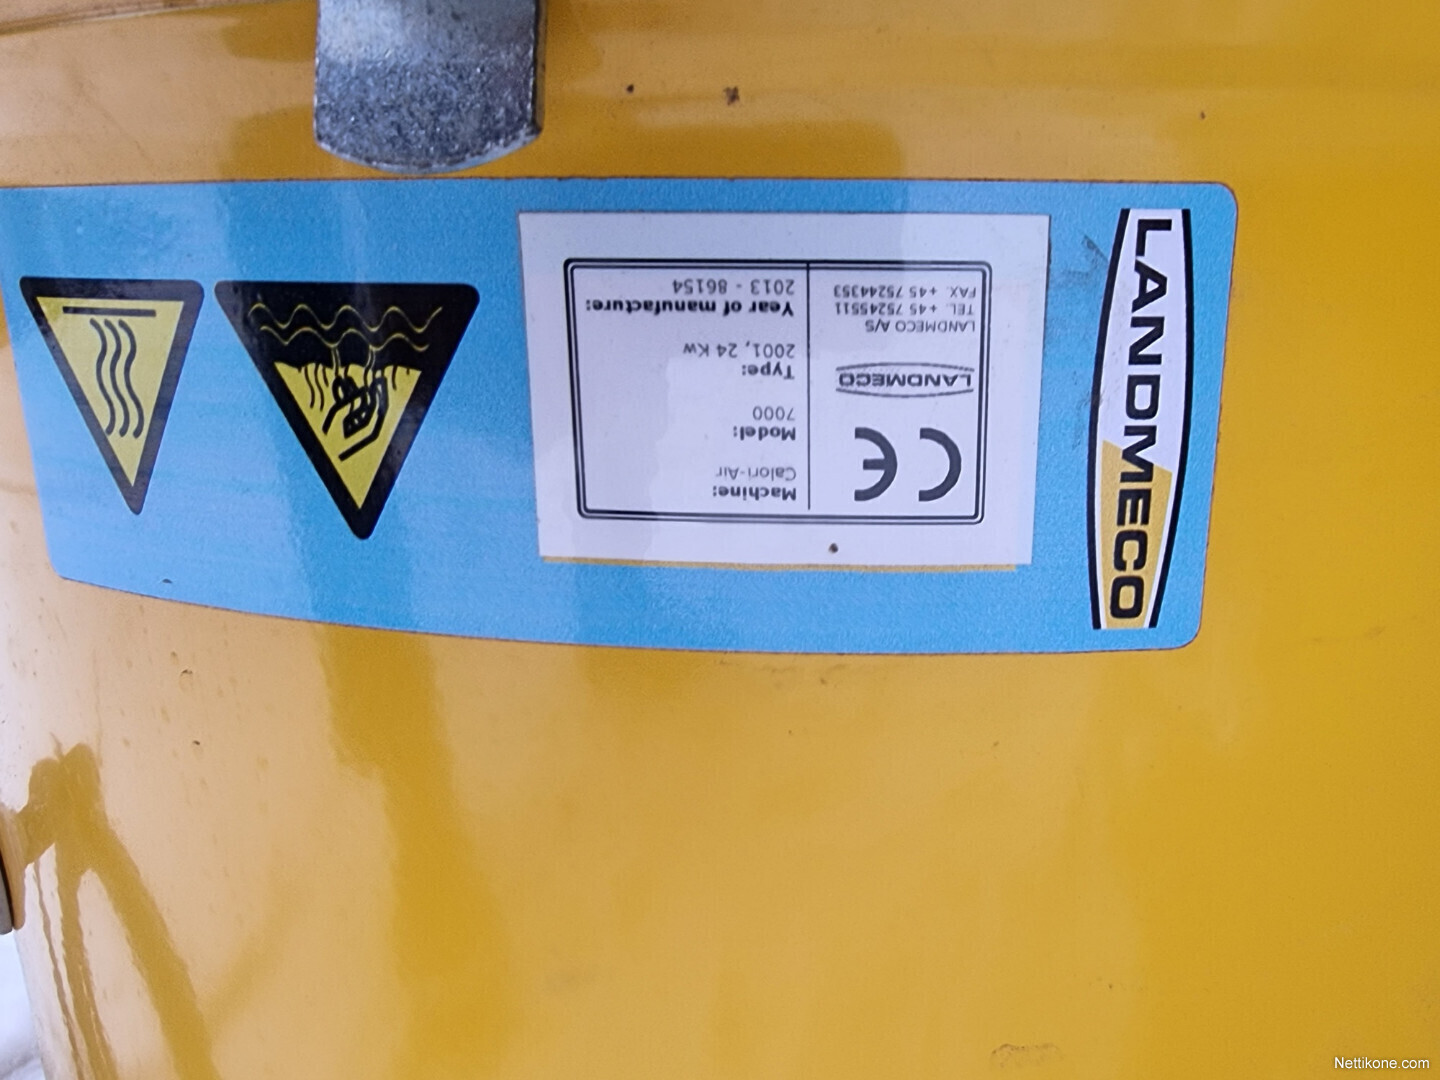 LANDMECO
CE
LANDMECO
LANDMECO A/S
TEL. +45 75245511
FAX. +45 75244353
Machine:
Calori-Air
Model:
7000
Type:
2001, 24 Kw
Year of manufacture:
2013 - 86154
Nettikone.com